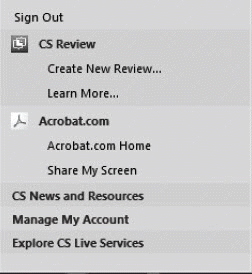 Sign Out
CS Review
Create New Review...
Learn More...
Acrobat.com
Acrobat.com Home
Share My Screen
CS News and Resources
Manage My Account
Explore CS Live Services